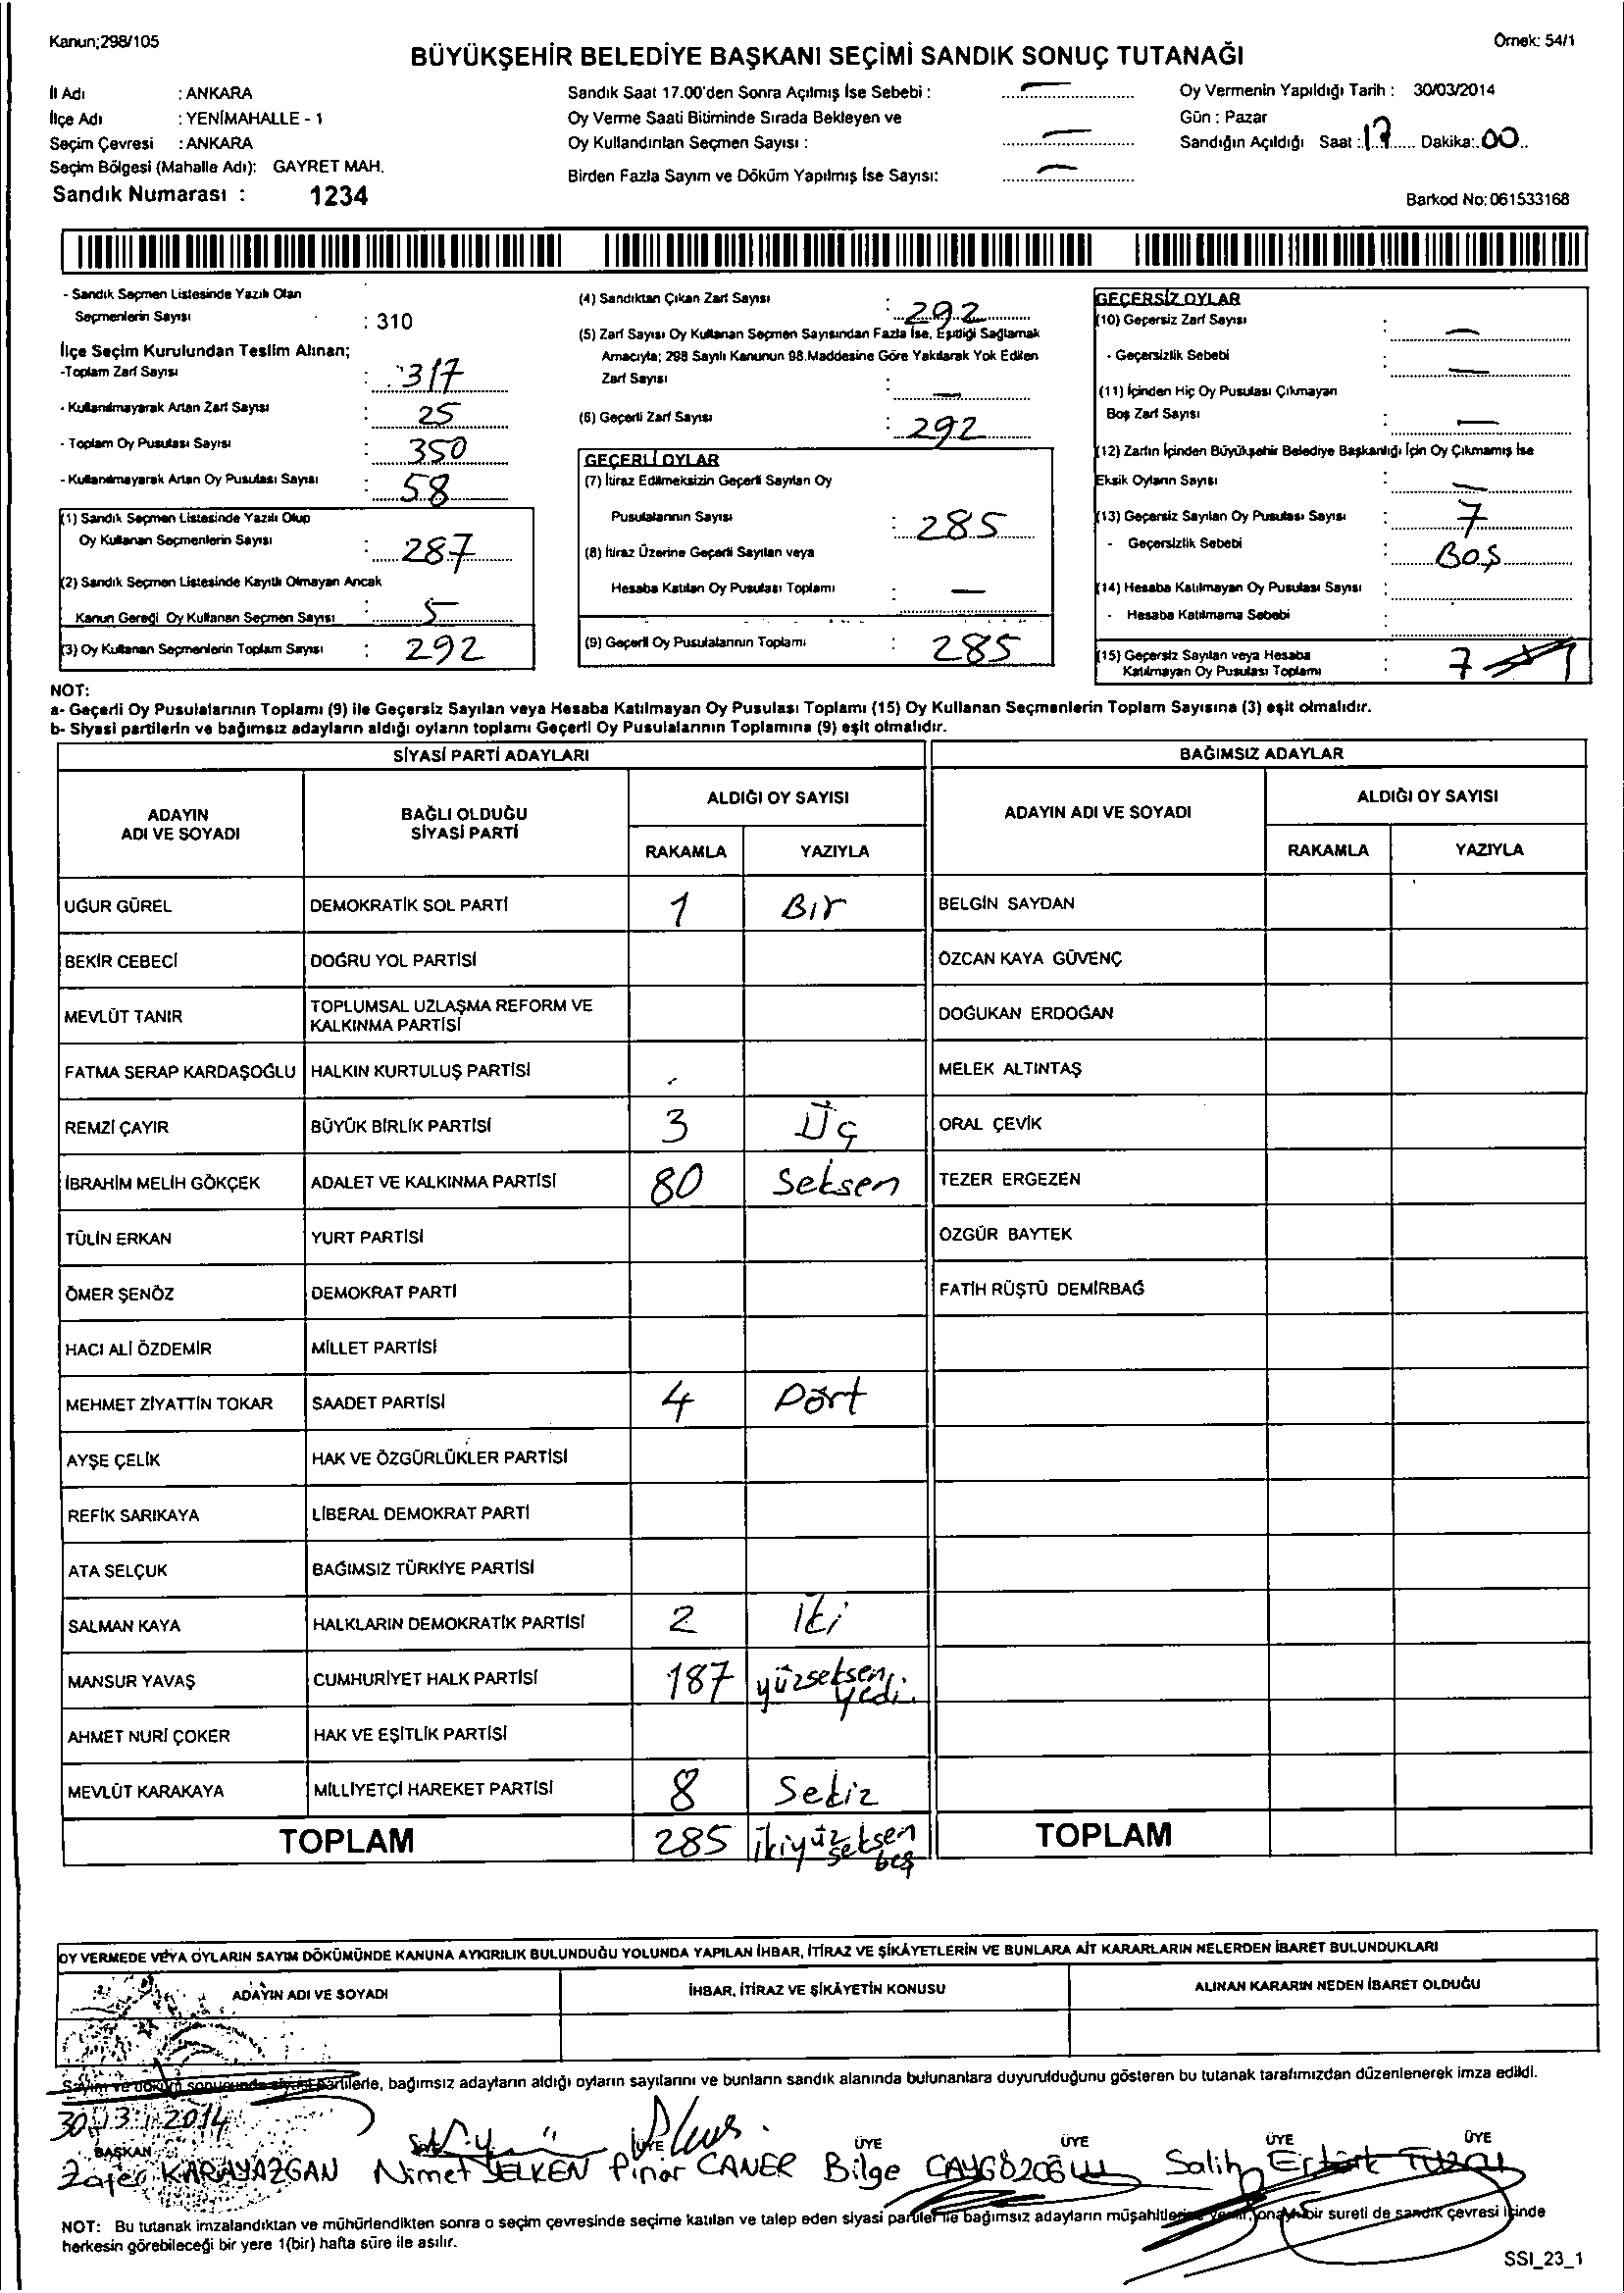 Kanun;298/105
Örnek: 54/1
BÜYÜKŞEHİR BELEDİYE BAŞKANI SEÇİMİ SANDIK SONUÇ TUTANAĞI
İl Adı : ANKARA
İlçe Adı : YENİMAHALLE - 1
Seçim Çevresi : ANKARA
Seçim Bölgesi (Mahalle Adı): GAYRET MAH.
Sandık Numarası : 1234
Sandık Saat 17.00'den Sonra Açılmış İse Sebebi : —
Oy Verme Saati Bitiminde Sırada Bekleyen ve
Oy Kullandırılan Seçmen Sayısı : —
Birden Fazla Sayım ve Döküm Yapılmış İse Sayısı: —
Oy Vermenin Yapıldığı Tarih : 30/03/2014
Gün : Pazar
Sandığın Açıldığı Saat : 17 Dakika: 00
Barkod No: 061533168
- Sandık Seçmen Listesinde Yazılı Olan
Seçmenlerin Sayısı : 310
İlçe Seçim Kurulundan Teslim Alınan;
-Toplam Zarf Sayısı : 317
- Kullanılmayarak Artan Zarf Sayısı : 25
- Toplam Oy Pusulası Sayısı : 350
- Kullanılmayarak Artan Oy Pusulası Sayısı : 58
(1) Sandık Seçmen Listesinde Yazılı Olup
Oy Kullanan Seçmenlerin Sayısı : 287
(2) Sandık Seçmen Listesinde Kayıtlı Olmayan Ancak
Kanun Gereği Oy Kullanan Seçmen Sayısı : 5
(3) Oy Kullanan Seçmenlerin Toplam Sayısı : 292
(4) Sandıktan Çıkan Zarf Sayısı : 292
(5) Zarf Sayısı Oy Kullanan Seçmen Sayısından Fazla İse, Eşitliği Sağlamak
Amacıyla; 298 Sayılı Kanunun 98.Maddesine Göre Yakılarak Yok Edilen
Zarf Sayısı : —
(6) Geçerli Zarf Sayısı : 292
GEÇERLİ OYLAR
(7) İtiraz Edilmeksizin Geçerli Sayılan Oy
Pusulalarının Sayısı : 285
(8) İtiraz Üzerine Geçerli Sayılan veya
Hesaba Katılan Oy Pusulası Toplamı : —
(9) Geçerli Oy Pusulalarının Toplamı : 285
GEÇERSİZ OYLAR
(10) Geçersiz Zarf Sayısı : —
- Geçersizlik Sebebi : —
(11) İçinden Hiç Oy Pusulası Çıkmayan
Boş Zarf Sayısı : —
(12) Zarfın İçinden Büyükşehir Belediye Başkanlığı İçin Oy Çıkmamış İse
Eksik Oyların Sayısı : —
(13) Geçersiz Sayılan Oy Pusulası Sayısı : 7
- Geçersizlik Sebebi : BOŞ
(14) Hesaba Katılmayan Oy Pusulası Sayısı :
- Hesaba Katılmama Sebebi :
(15) Geçersiz Sayılan veya Hesaba
Katılmayan Oy Pusulası Toplamı : 7
NOT:
a- Geçerli Oy Pusulalarının Toplamı (9) ile Geçersiz Sayılan veya Hesaba Katılmayan Oy Pusulası Toplamı (15) Oy Kullanan Seçmenlerin Toplam Sayısına (3) eşit olmalıdır.
b- Siyasi partilerin ve bağımsız adayların aldığı oyların toplamı Geçerli Oy Pusulalarının Toplamına (9) eşit olmalıdır.
SİYASİ PARTİ ADAYLARI BAĞIMSIZ ADAYLAR
ADAYIN
ADI VE SOYADI
BAĞLI OLDUĞU
SİYASİ PARTİ
ALDIĞI OY SAYISI
RAKAMLA YAZIYLA
ADAYIN ADI VE SOYADI
ALDIĞI OY SAYISI
RAKAMLA YAZIYLA
UĞUR GÜREL DEMOKRATİK SOL PARTİ 1 Bir BELGİN SAYDAN
BEKİR CEBECİ DOĞRU YOL PARTİSİ ÖZCAN KAYA GÜVENÇ
MEVLÜT TANIR TOPLUMSAL UZLAŞMA REFORM VE
KALKINMA PARTİSİ DOĞUKAN ERDOĞAN
FATMA SERAP KARDAŞOĞLU HALKIN KURTULUŞ PARTİSİ MELEK ALTINTAŞ
REMZİ ÇAYIR BÜYÜK BİRLİK PARTİSİ 3 Üç ORAL ÇEVİK
İBRAHİM MELİH GÖKÇEK ADALET VE KALKINMA PARTİSİ 80 Seksen TEZER ERGEZEN
TÜLİN ERKAN YURT PARTİSİ ÖZGÜR BAYTEK
ÖMER ŞENÖZ DEMOKRAT PARTİ FATİH RÜŞTÜ DEMİRBAĞ
HACI ALİ ÖZDEMİR MİLLET PARTİSİ
MEHMET ZİYATTİN TOKAR SAADET PARTİSİ 4 Dört
AYŞE ÇELİK HAK VE ÖZGÜRLÜKLER PARTİSİ
REFİK SARIKAYA LİBERAL DEMOKRAT PARTİ
ATA SELÇUK BAĞIMSIZ TÜRKİYE PARTİSİ
SALMAN KAYA HALKLARIN DEMOKRATİK PARTİSİ 2 İki
MANSUR YAVAŞ CUMHURİYET HALK PARTİSİ 187 yüzseksen
yedi.
AHMET NURİ ÇOKER HAK VE EŞİTLİK PARTİSİ
MEVLÜT KARAKAYA MİLLİYETÇİ HAREKET PARTİSİ 8 Sekiz
TOPLAM 285 İkiyüz seksen
beş TOPLAM
OY VERMEDE VEYA OYLARIN SAYIM DÖKÜMÜNDE KANUNA AYKIRILIK BULUNDUĞU YOLUNDA YAPILAN İHBAR, İTİRAZ VE ŞİKÂYETLERİN VE BUNLARA AİT KARARLARIN NELERDEN İBARET BULUNDUKLARI
ADAYIN ADI VE SOYADI İHBAR, İTİRAZ VE ŞİKÂYETİN KONUSU ALINAN KARARIN NEDEN İBARET OLDUĞU
Sayım ve döküm sonucunda siyasi partilerle, bağımsız adayların aldığı oyların sayılarını ve bunların sandık alanında bulunanlara duyurulduğunu gösteren bu tutanak tarafımızdan düzenlenerek imza edildi.
30/3/2014
BAŞKAN ÜYE ÜYE ÜYE ÜYE ÜYE
Zafer KARAYAZGAN Nimet YELKEN Pınar CANER Bilge CAYGÖZOĞLU Salih Ertürk
NOT: Bu tutanak imzalandıktan ve mühürlendikten sonra o seçim çevresinde seçime katılan ve talep eden siyasi partiler ile bağımsız adayların müşahitlerine verilir, onaylı bir sureti de sandık çevresi içinde
herkesin görebileceği bir yere 1(bir) hafta süre ile asılır.
SSI_23_1